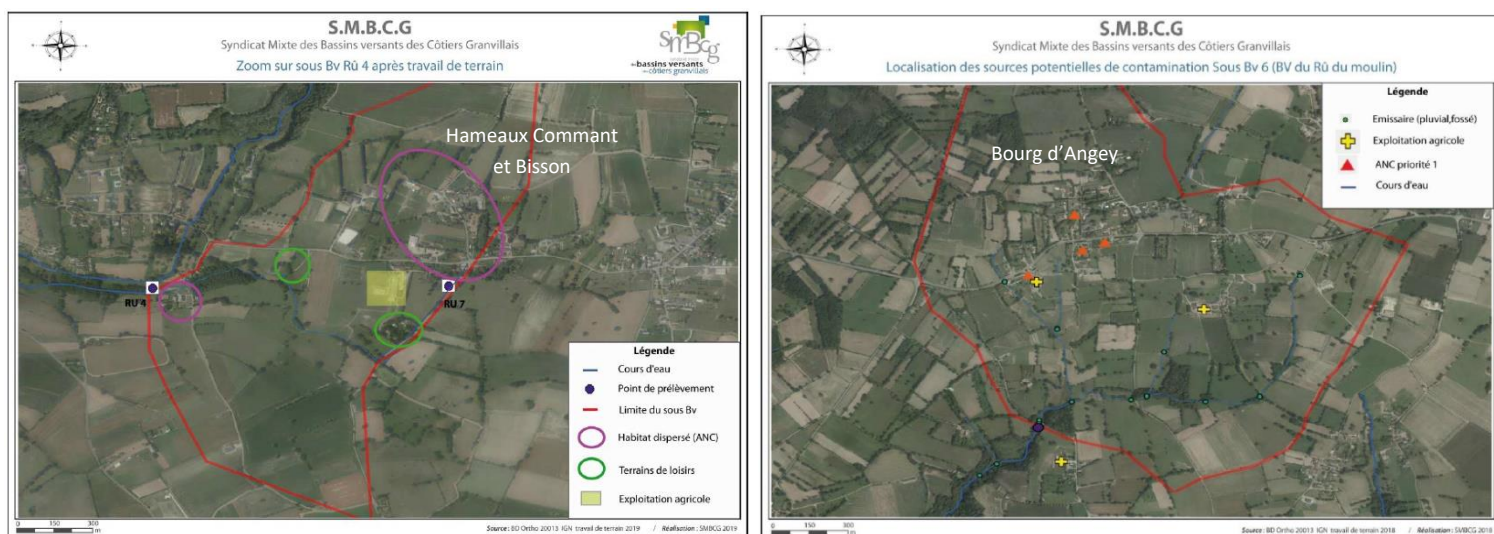 S.M.B.C.G
Syndicat Mixte des Bassins versants des Côtiers Granvillais
Zoom sur sous Bv Rû 4 après travail de terrain
SmBcg
des bassins versants
des côtiers granvillais
Hameaux Commant
et Bisson
RU 4
RU 7
Légende
Cours d'eau
Point de prélèvement
Limite du sous Bv
Habitat dispersé (ANC)
Terrains de loisirs
Exploitation agricole
0 150 300
m
Source : BD Ortho 20013 IGN travail de terrain 2019 / Réalisation : SMBCG 2019
S.M.B.C.G
Syndicat Mixte des Bassins versants des Côtiers Granvillais
Localisation des sources potentielles de contamination Sous Bv 6 (BV du Rû du moulin)
Bourg d'Angey
Légende
Emissaire (pluvial,fossé)
Exploitation agricole
ANC priorité 1
Cours d'eau
0 150 300
m
Source : BD Ortho 20013 IGN travail de terrain 2018 / Réalisation : SMBCG 2018